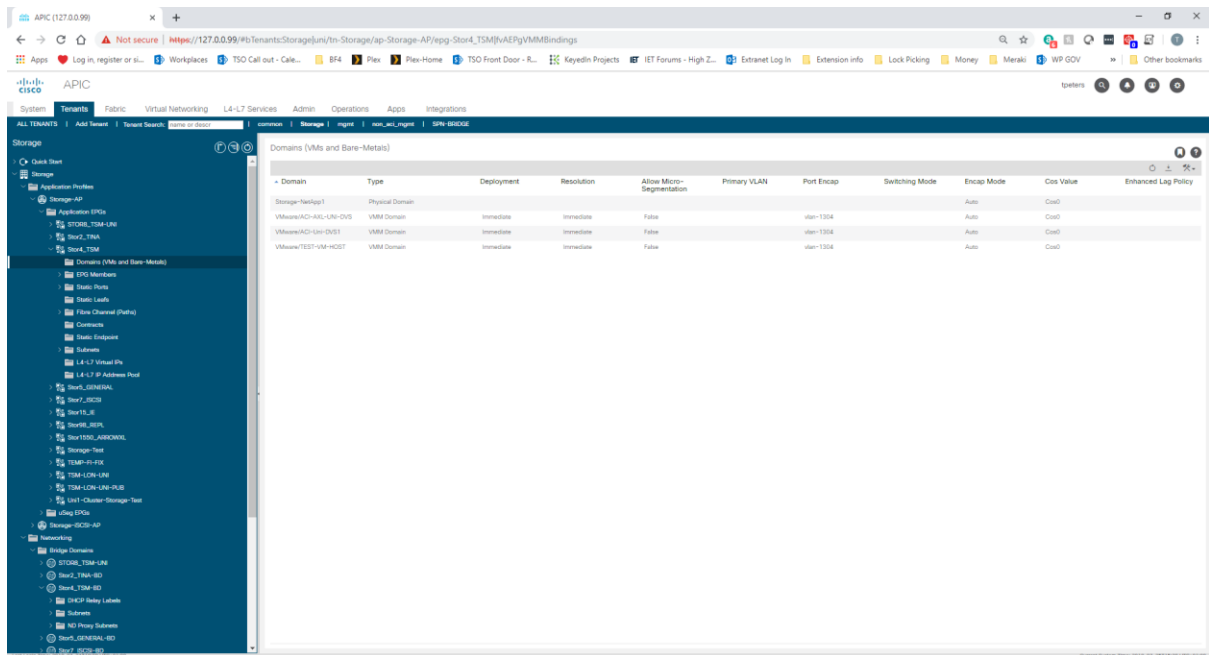 APIC (127.0.0.99)
Not secure | https://127.0.0.99/#bTenants:Storage|uni/tn-Storage/ap-Storage-AP/epg-Stor4_TSM|fvAEPgVMMBindings
Apps Login, register or si... Workplaces TSO Call out - Cale... BF4 Plex Plex-Home TSO Front Door - R... KeyedIn Projects IET Forums - High Z... Extranet Log In Extension info Lock Picking Money Meraki WP GOV » Other bookmarks
CISCO APIC tpeters
System Tenants Fabric Virtual Networking L4-L7 Services Admin Operations Apps Integrations
ALL TENANTS | Add Tenant | Tenant Search: name or descr | common | Storage | mgmt | non_aci_mgmt | SPN-BRIDGE
Storage
Quick Start
Storage
Application Profiles
Storage-AP
Application EPGs
STOR8_TSM-UNI
Stor2_TINA
Stor4_TSM
Domains (VMs and Bare-Metals)
EPG Members
Static Ports
Static Leafs
Fibre Channel (Paths)
Contracts
Static Endpoint
Subnets
L4-L7 Virtual IPs
L4-L7 IP Address Pool
Stor5_GENERAL
Stor7_ISCSI
Stor15_IE
Stor98_REPL
Stor1550_ARROWXL
Storage-Test
TEMP-FI-FIX
TSM-LON-UNI
TSM-LON-UNI-PUB
Uni1-Cluster-Storage-Test
uSeg EPGs
Storage-ISCSI-AP
Networking
Bridge Domains
STOR8_TSM-UNI
Stor2_TINA-BD
Stor4_TSM-BD
DHCP Relay Labels
Subnets
ND Proxy Subnets
Stor5_GENERAL-BD
Stor7_ISCSI-BD
Domains (VMs and Bare-Metals)
Domain Type Deployment Resolution Allow Micro-Segmentation Primary VLAN Port Encap Switching Mode Encap Mode Cos Value Enhanced Lag Policy
Storage-NetApp1 Physical Domain Auto Cos0
VMware/ACI-AXL-UNI-DVS VMM Domain Immediate Immediate False vlan-1304 Auto Cos0
VMware/ACI-Uni-DVS1 VMM Domain Immediate Immediate False vlan-1304 Auto Cos0
VMware/TEST-VM-HOST VMM Domain Immediate Immediate False vlan-1304 Auto Cos0